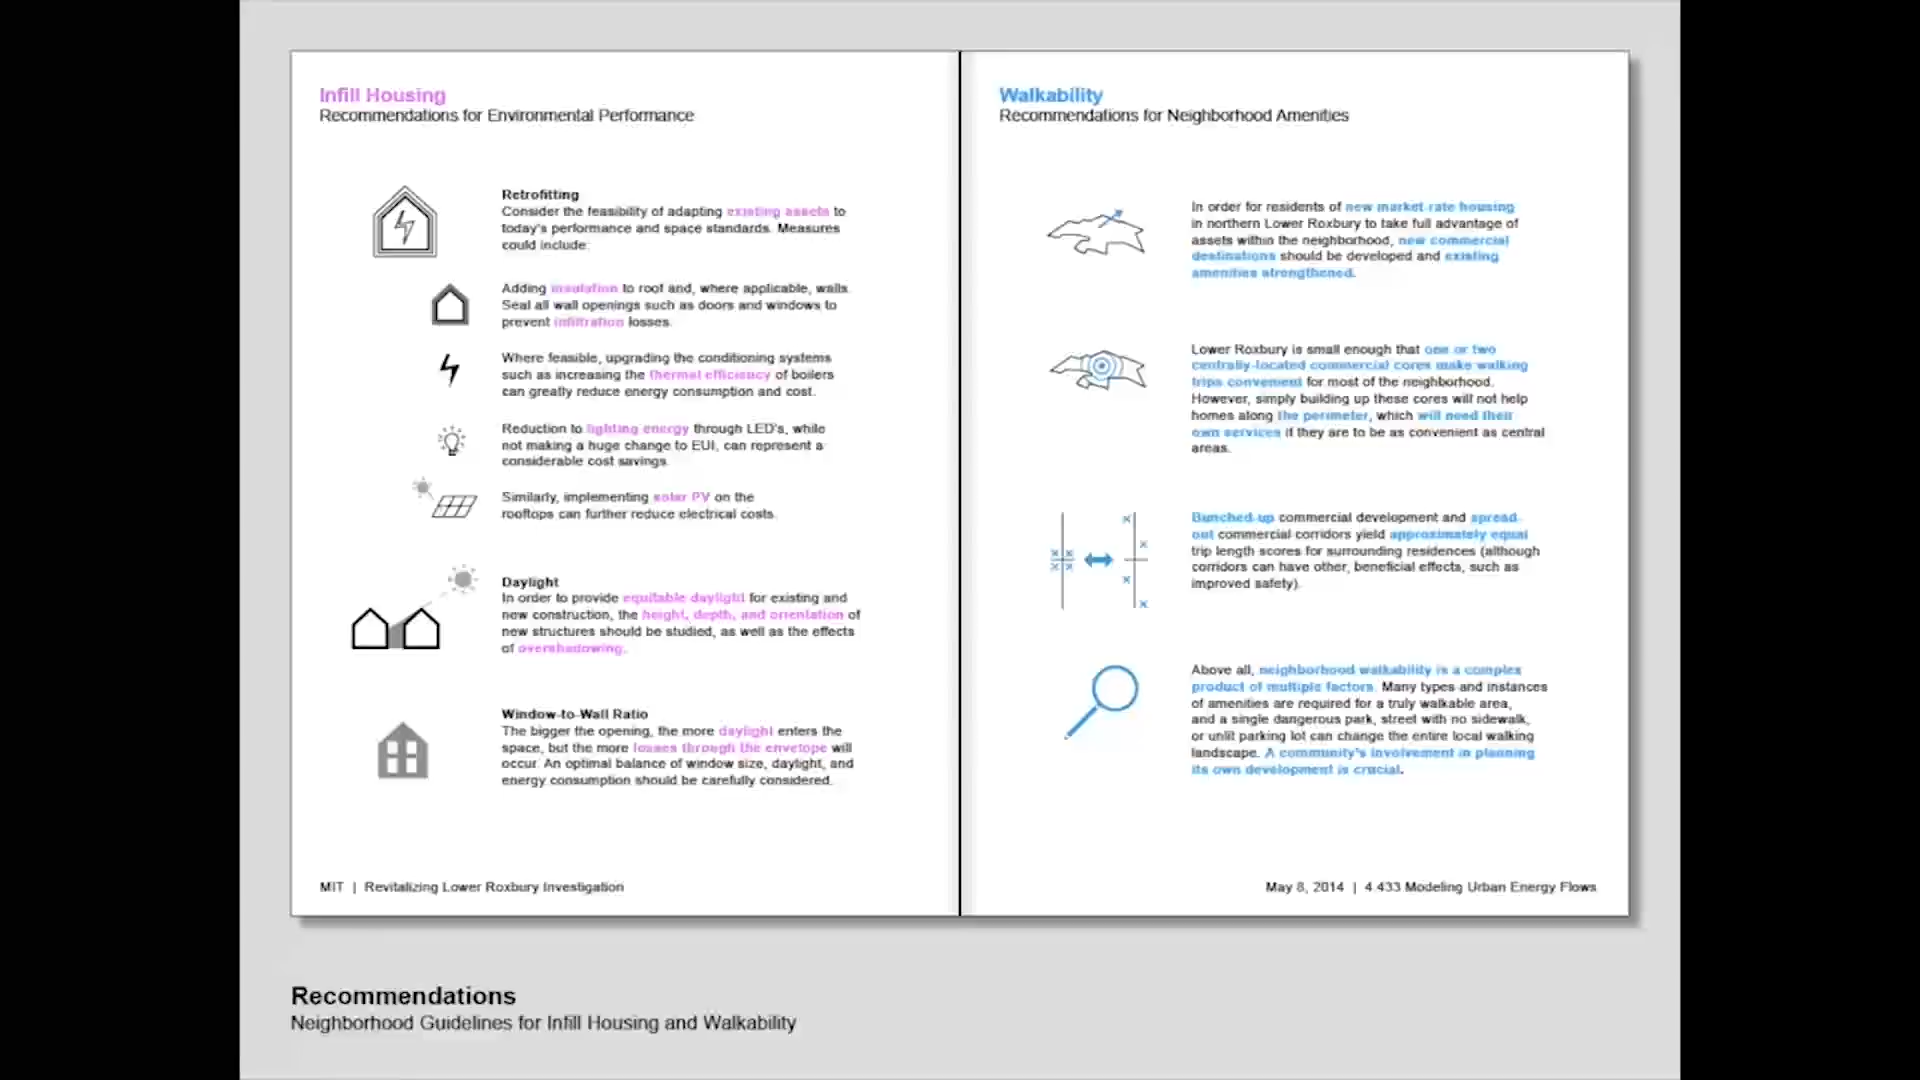 Infill Housing
Recommendations for Environmental Performance
Retrofitting
Consider the feasibility of adapting existing assets to
today's performance and space standards. Measures
could include:
Adding insulation to roof and, where applicable, walls.
Seal all wall openings such as doors and windows to
prevent infiltration losses.
Where feasible, upgrading the conditioning systems
such as increasing the thermal efficiency of boilers
can greatly reduce energy consumption and cost.
Reduction to lighting energy through LED's, while
not making a huge change to EUI, can represent a
considerable cost savings.
Similarly, implementing solar PV on the
rooftops can further reduce electrical costs.
Daylight
In order to provide equitable daylight for existing and
new construction, the height, depth, and orientation of
new structures should be studied, as well as the effects
of overshadowing.
Window-to-Wall Ratio
The bigger the opening, the more daylight enters the
space, but the more losses through the envelope will
occur. An optimal balance of window size, daylight, and
energy consumption should be carefully considered.
MIT | Revitalizing Lower Roxbury Investigation
Walkability
Recommendations for Neighborhood Amenities
In order for residents of new market-rate housing
in northern Lower Roxbury to take full advantage of
assets within the neighborhood, new commercial
destinations should be developed and existing
amenities strengthened.
Lower Roxbury is small enough that one or two
centrally-located commercial cores make walking
trips convenient for most of the neighborhood.
However, simply building up these cores will not help
homes along the perimeter, which will need their
own services if they are to be as convenient as central
areas.
Bunched-up commercial development and spread-
out commercial corridors yield approximately equal
trip length scores for surrounding residences (although
corridors can have other, beneficial effects, such as
improved safety).
Above all, neighborhood walkability is a complex
product of multiple factors. Many types and instances
of amenities are required for a truly walkable area,
and a single dangerous park, street with no sidewalk,
or unlit parking lot can change the entire local walking
landscape. A community's involvement in planning
its own development is crucial.
May 8, 2014 | 4.433 Modeling Urban Energy Flows
Recommendations
Neighborhood Guidelines for Infill Housing and Walkability